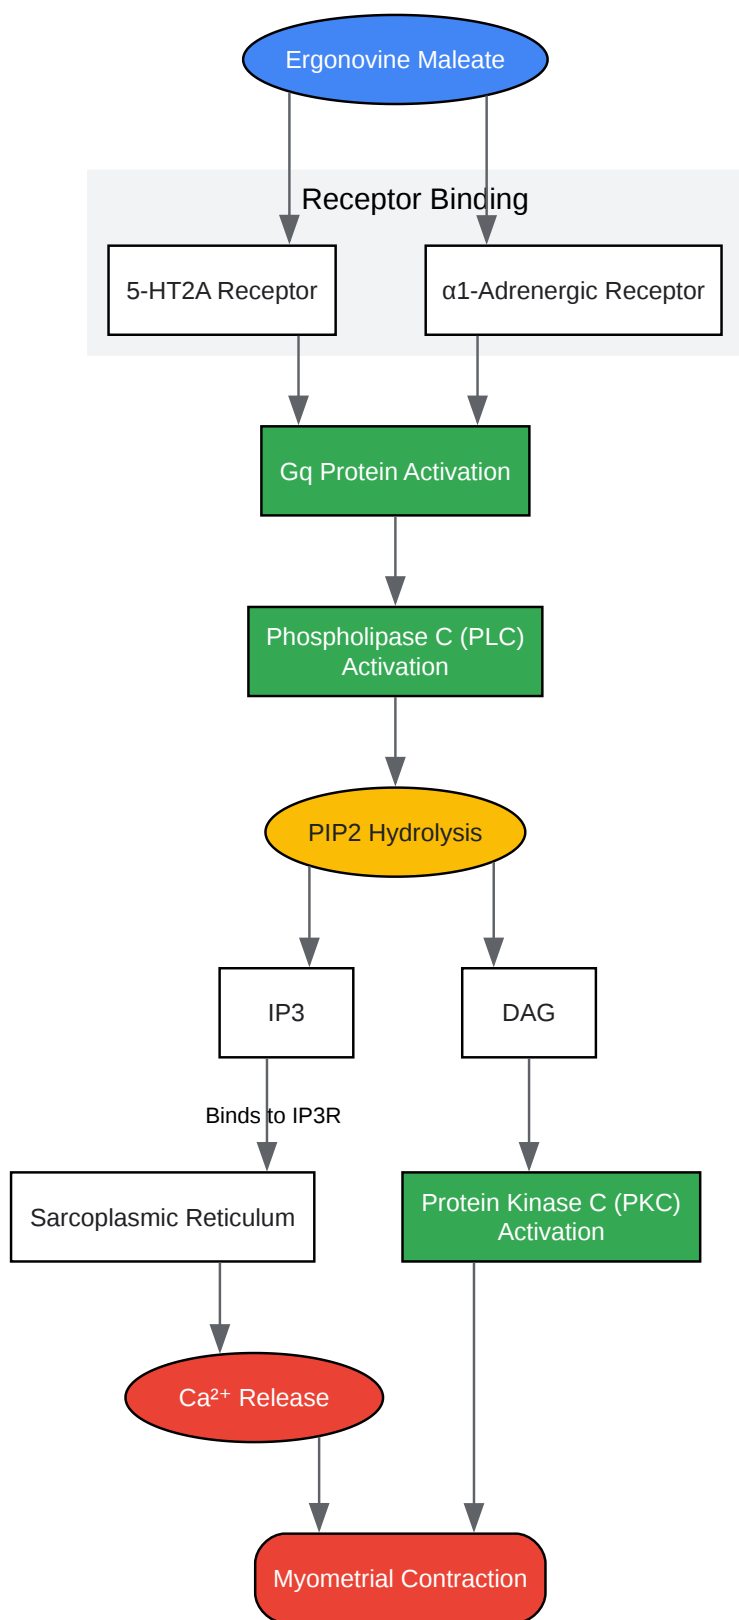 Ergonovine Maleate
Receptor Binding
5-HT2A Receptor
α1-Adrenergic Receptor
Gq Protein Activation
Phospholipase C (PLC)
Activation
PIP2 Hydrolysis
IP3
DAG
Binds to IP3R
Sarcoplasmic Reticulum
Protein Kinase C (PKC)
Activation
Ca²⁺ Release
Myometrial Contraction